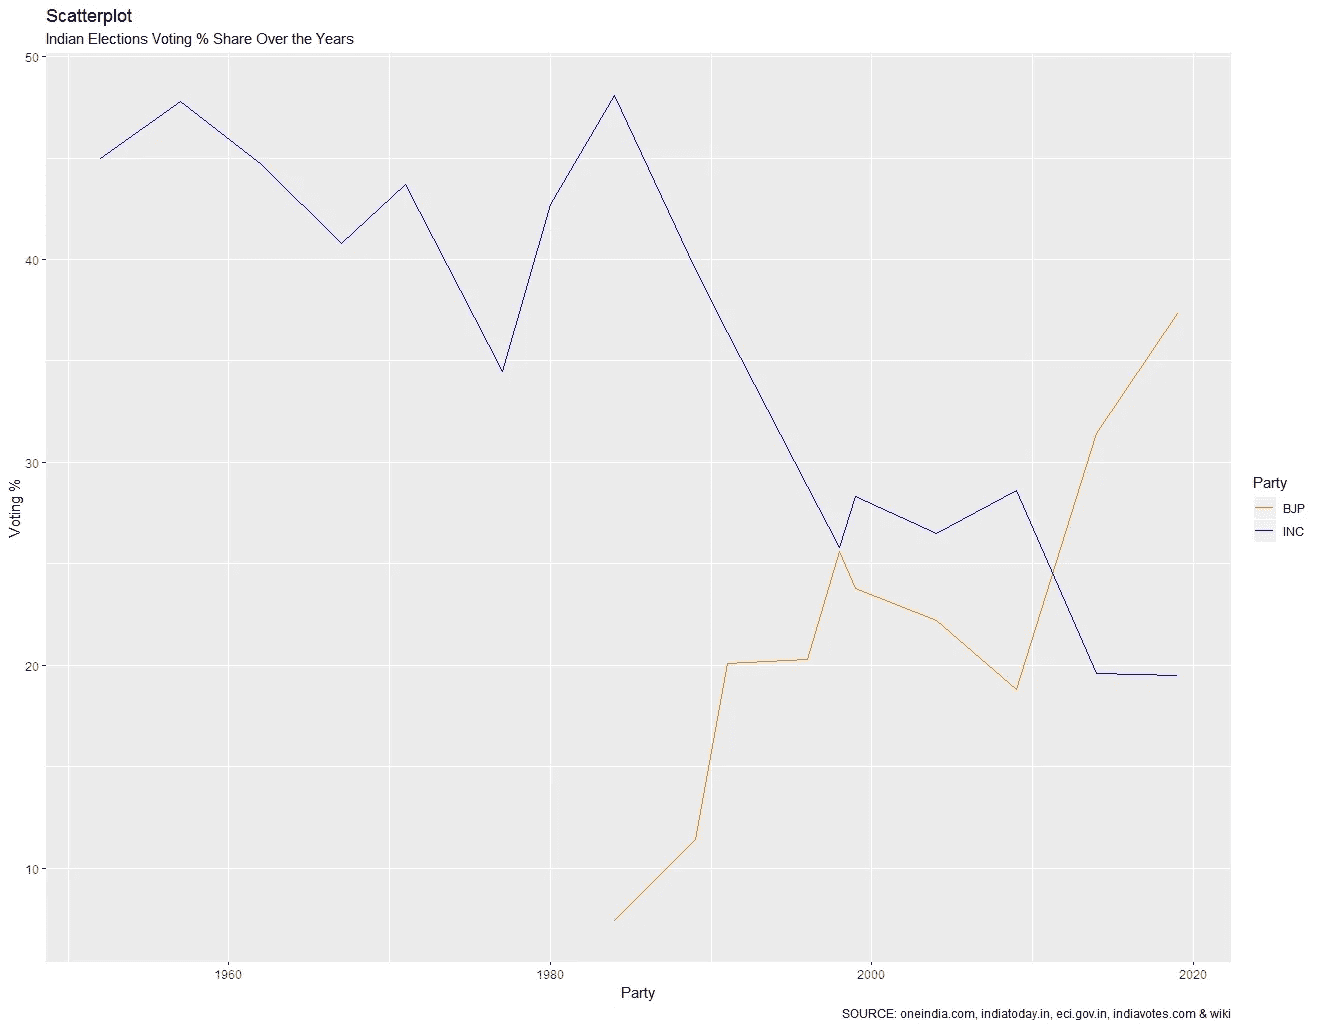 Scatterplot
Indian Elections Voting % Share Over the Years
50
40
30
20
10
Voting %
1960
1980
2000
2020
Party
Party
BJP
INC
SOURCE: oneindia.com, indiatoday.in, eci.gov.in, indiavotes.com & wiki